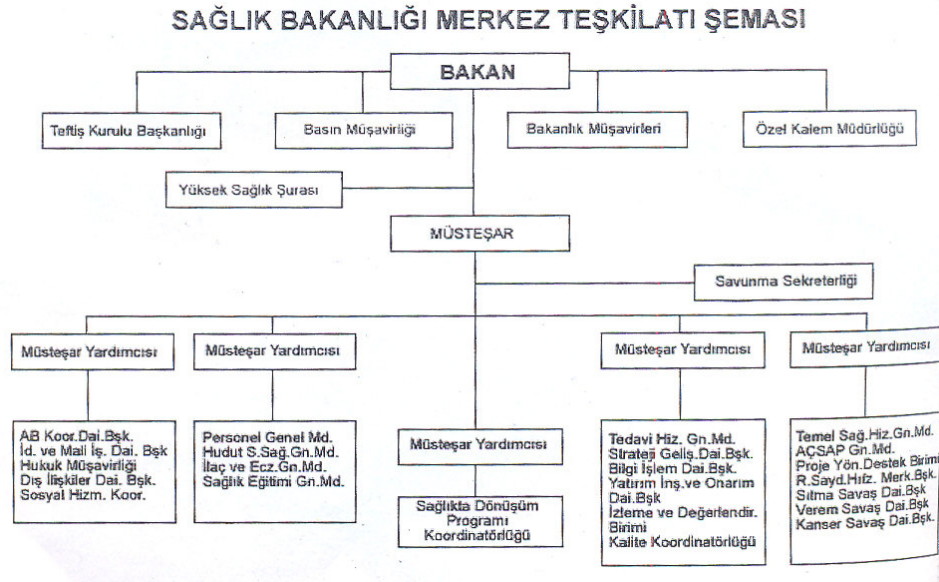 SAĞLIK BAKANLIĞI MERKEZ TEŞKİLATI ŞEMASI
BAKAN
Teftiş Kurulu Başkanlığı
Basın Müşavirliği
Bakanlık Müşavirleri
Özel Kalem Müdürlüğü
Yüksek Sağlık Şurası
MÜSTEŞAR
Savunma Sekreterliği
Müsteşar Yardımcısı
Müsteşar Yardımcısı
Müsteşar Yardımcısı
Müsteşar Yardımcısı
AB Koor.Dai.Bşk.
İd. ve Mali İş. Dai. Bşk
Hukuk Müşavirliği
Dış İlişkiler Dai. Bşk.
Sosyal Hizm. Koor.
Personel Genel Md.
Hudut S.Sağ.Gn.Md.
İlaç ve Ecz.Gn.Md.
Sağlık Eğitimi Gn.Md.
Müsteşar Yardımcısı
Sağlıkta Dönüşüm
Programı
Koordinatörlüğü
Tedavi Hiz. Gn.Md.
Strateji Geliş.Dai.Bşk.
Bilgi İşlem Dai.Bşk.
Yatırım İnş.ve Onarım
Dai.Bşk
İzleme ve Değerlendir.
Birimi
Kalite Koordinatörlüğü
Temel Sağ.Hiz.Gn.Md.
AÇSAP Gn.Md.
Proje Yön.Destek Birimi
R.Sayd.Hıfz. Merk.Bşk.
Sıtma Savaş Dai.Bşk
Verem Savaş Dai.Bşk
Kanser Savaş Dai.Bşk.